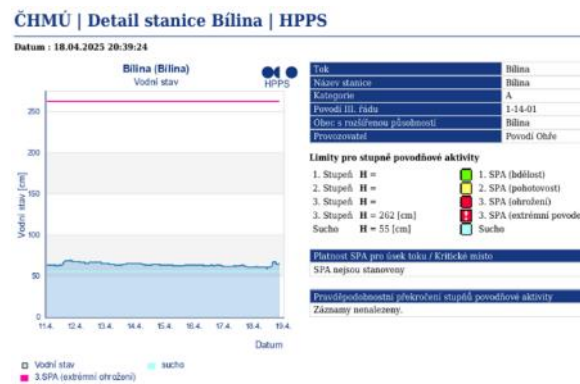 ČHMÚ | Detail stanice Bílina | HPPS
Datum : 18.04.2025 20:39:24
Bílina (Bílina)
Vodní stav
HPPS
Vodní stav [cm]
250
200
150
100
50
0
11.4. 12.4. 13.4. 14.4. 15.4. 16.4. 17.4. 18.4. 19.4.
Datum
Vodní stav
sucho
3.SPA (extrémní ohrožení)
Tok Bílina
Název stanice Bílina
Kategorie A
Povodí III. řádu 1-14-01
Obec s rozšířenou působností Bílina
Provozovatel Povodí Ohře
Limity pro stupně povodňové aktivity
1. Stupeň H = 1. SPA (bdělost)
2. Stupeň H = 2. SPA (pohotovost)
3. Stupeň H = 3. SPA (ohrožení)
3. Stupeň H = 262 [cm] 3. SPA (extrémní povode
Sucho H = 55 [cm] Sucho
Platnost SPA pro úsek toku / Kritické místo
SPA nejsou stanoveny
Pravděpodobnostní překročení stupňů povodňové aktivity
Záznamy nenalezeny.